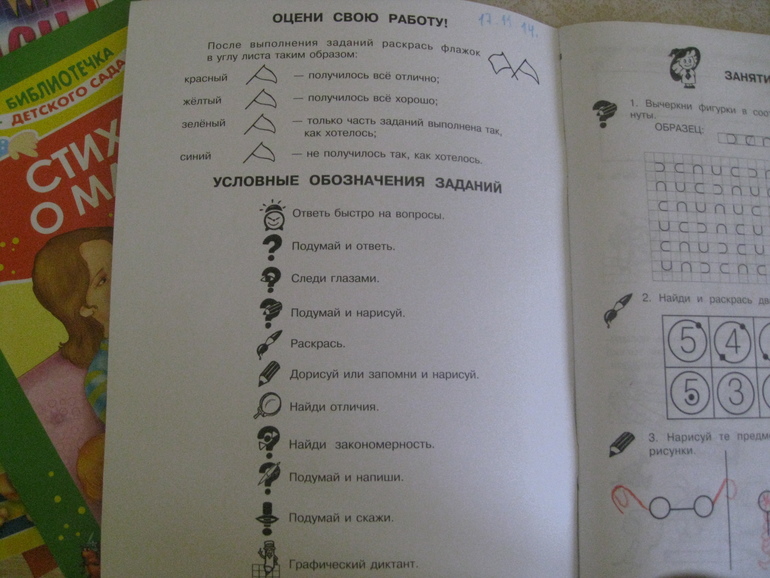 БИБЛИОТЕЧКА
ДЕТСКОГО САДА
ОЦЕНИ СВОЮ РАБОТУ!
17.11.14.
После выполнения заданий раскрась флажок
в углу листа таким образом:
красный — получилось всё отлично;
жёлтый — получилось всё хорошо;
зелёный — только часть заданий выполнена так,
как хотелось;
синий — не получилось так, как хотелось.
УСЛОВНЫЕ ОБОЗНАЧЕНИЯ ЗАДАНИЙ
Ответь быстро на вопросы.
Подумай и ответь.
Следи глазами.
Подумай и нарисуй.
Раскрась.
Дорисуй или запомни и нарисуй.
Найди отличия.
Найди закономерность.
Подумай и напиши.
Подумай и скажи.
Графический диктант.
ЗАНЯТИ
1. Вычеркни фигурки в соо
нуты.
ОБРАЗЕЦ:
2. Найди и раскрась дв
5 4
5 3
3. Нарисуй те предм
рисунки.